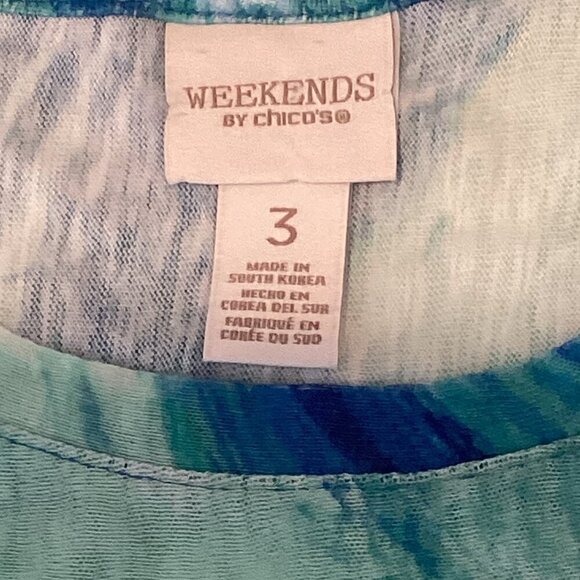 WEEKENDS
BY chico's®
3
MADE IN
SOUTH KOREA
HECHO EN
COREA DEL SUR
FABRIQUÉ EN
CORÉE DU SUD